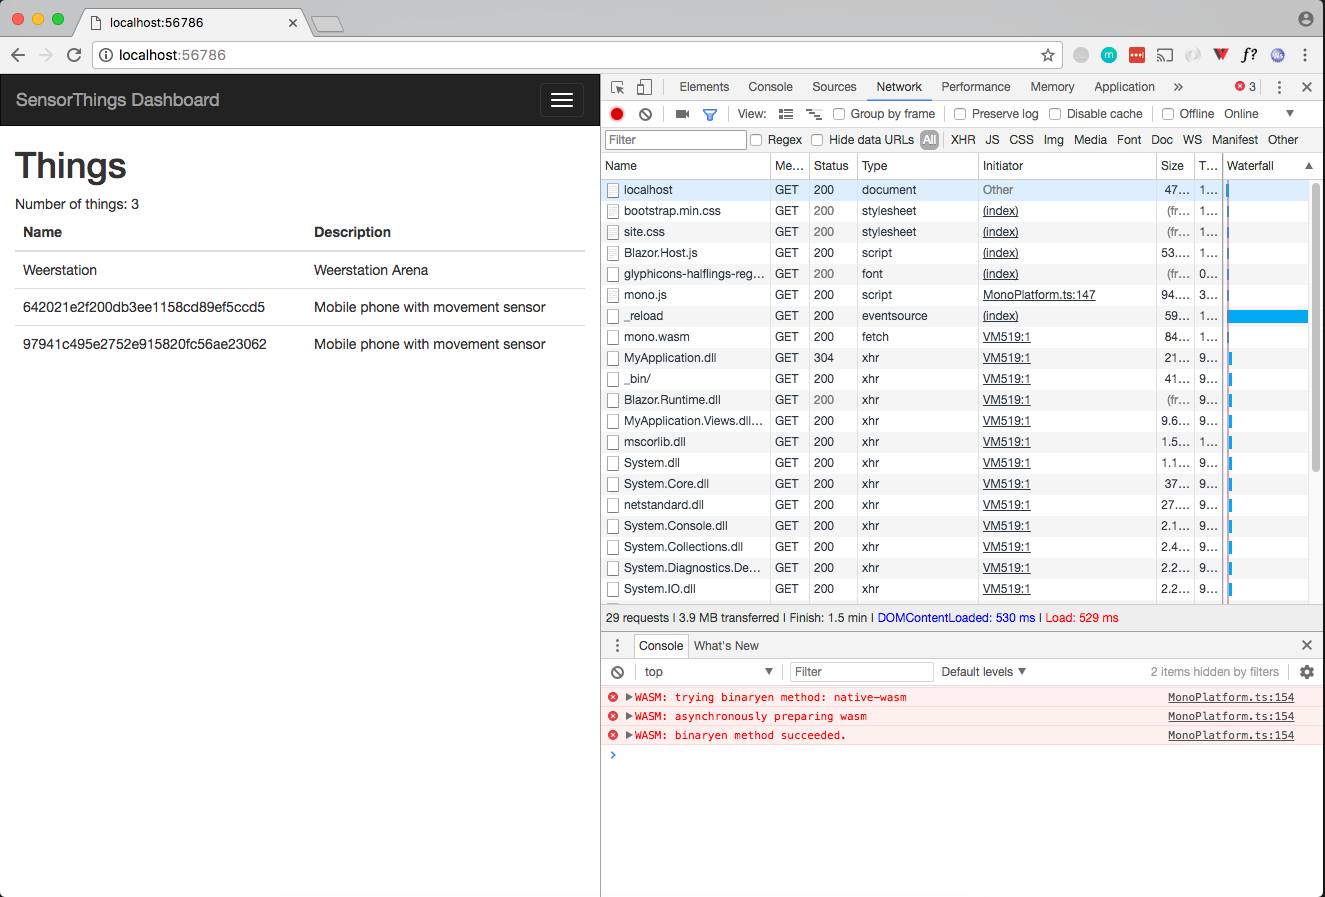 localhost:56786
localhost:56786
SensorThings Dashboard
Things
Number of things: 3
Name Description
Weerstation Weerstation Arena
642021e2f200db3ee1158cd89ef5ccd5 Mobile phone with movement sensor
97941c495e2752e915820fc56ae23062 Mobile phone with movement sensor
Elements Console Sources Network Performance Memory Application » 3
View: Group by frame Preserve log Disable cache Offline Online
Filter Regex Hide data URLs All XHR JS CSS Img Media Font Doc WS Manifest Other
Name Me... Status Type Initiator Size T... Waterfall
localhost GET 200 document Other 47... 1...
bootstrap.min.css GET 200 stylesheet (index) (fr... 1...
site.css GET 200 stylesheet (index) (fr... 1...
Blazor.Host.js GET 200 script (index) 53.... 1...
glyphicons-halflings-reg... GET 200 font (index) (fr... 0...
mono.js GET 200 script MonoPlatform.ts:147 94.... 3...
_reload GET 200 eventsource (index) 59... 1...
mono.wasm GET 200 fetch VM519:1 84... 1...
MyApplication.dll GET 304 xhr VM519:1 21... 9...
_bin/ GET 200 xhr VM519:1 41... 9...
Blazor.Runtime.dll GET 200 xhr VM519:1 (fr... 9...
MyApplication.Views.dll... GET 200 xhr VM519:1 9.6... 9...
mscorlib.dll GET 200 xhr VM519:1 1.5... 1...
System.dll GET 200 xhr VM519:1 1.1... 9...
System.Core.dll GET 200 xhr VM519:1 37... 9...
netstandard.dll GET 200 xhr VM519:1 27.... 9...
System.Console.dll GET 200 xhr VM519:1 2.1... 9...
System.Collections.dll GET 200 xhr VM519:1 2.4... 9...
System.Diagnostics.De... GET 200 xhr VM519:1 2.2... 9...
System.IO.dll GET 200 xhr VM519:1 2.2... 9...
29 requests | 3.9 MB transferred | Finish: 1.5 min | DOMContentLoaded: 530 ms | Load: 529 ms
Console What's New
top Filter Default levels 2 items hidden by filters
WASM: trying binaryen method: native-wasm MonoPlatform.ts:154
WASM: asynchronously preparing wasm MonoPlatform.ts:154
WASM: binaryen method succeeded. MonoPlatform.ts:154